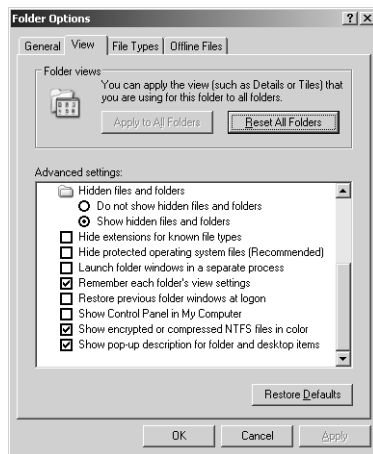 Folder Options
General View File Types Offline Files
Folder views
You can apply the view (such as Details or Tiles) that
you are using for this folder to all folders.
Apply to All Folders Reset All Folders
Advanced settings:
Hidden files and folders
Do not show hidden files and folders
Show hidden files and folders
Hide extensions for known file types
Hide protected operating system files (Recommended)
Launch folder windows in a separate process
Remember each folder's view settings
Restore previous folder windows at logon
Show Control Panel in My Computer
Show encrypted or compressed NTFS files in color
Show pop-up description for folder and desktop items
Restore Defaults
OK Cancel Apply